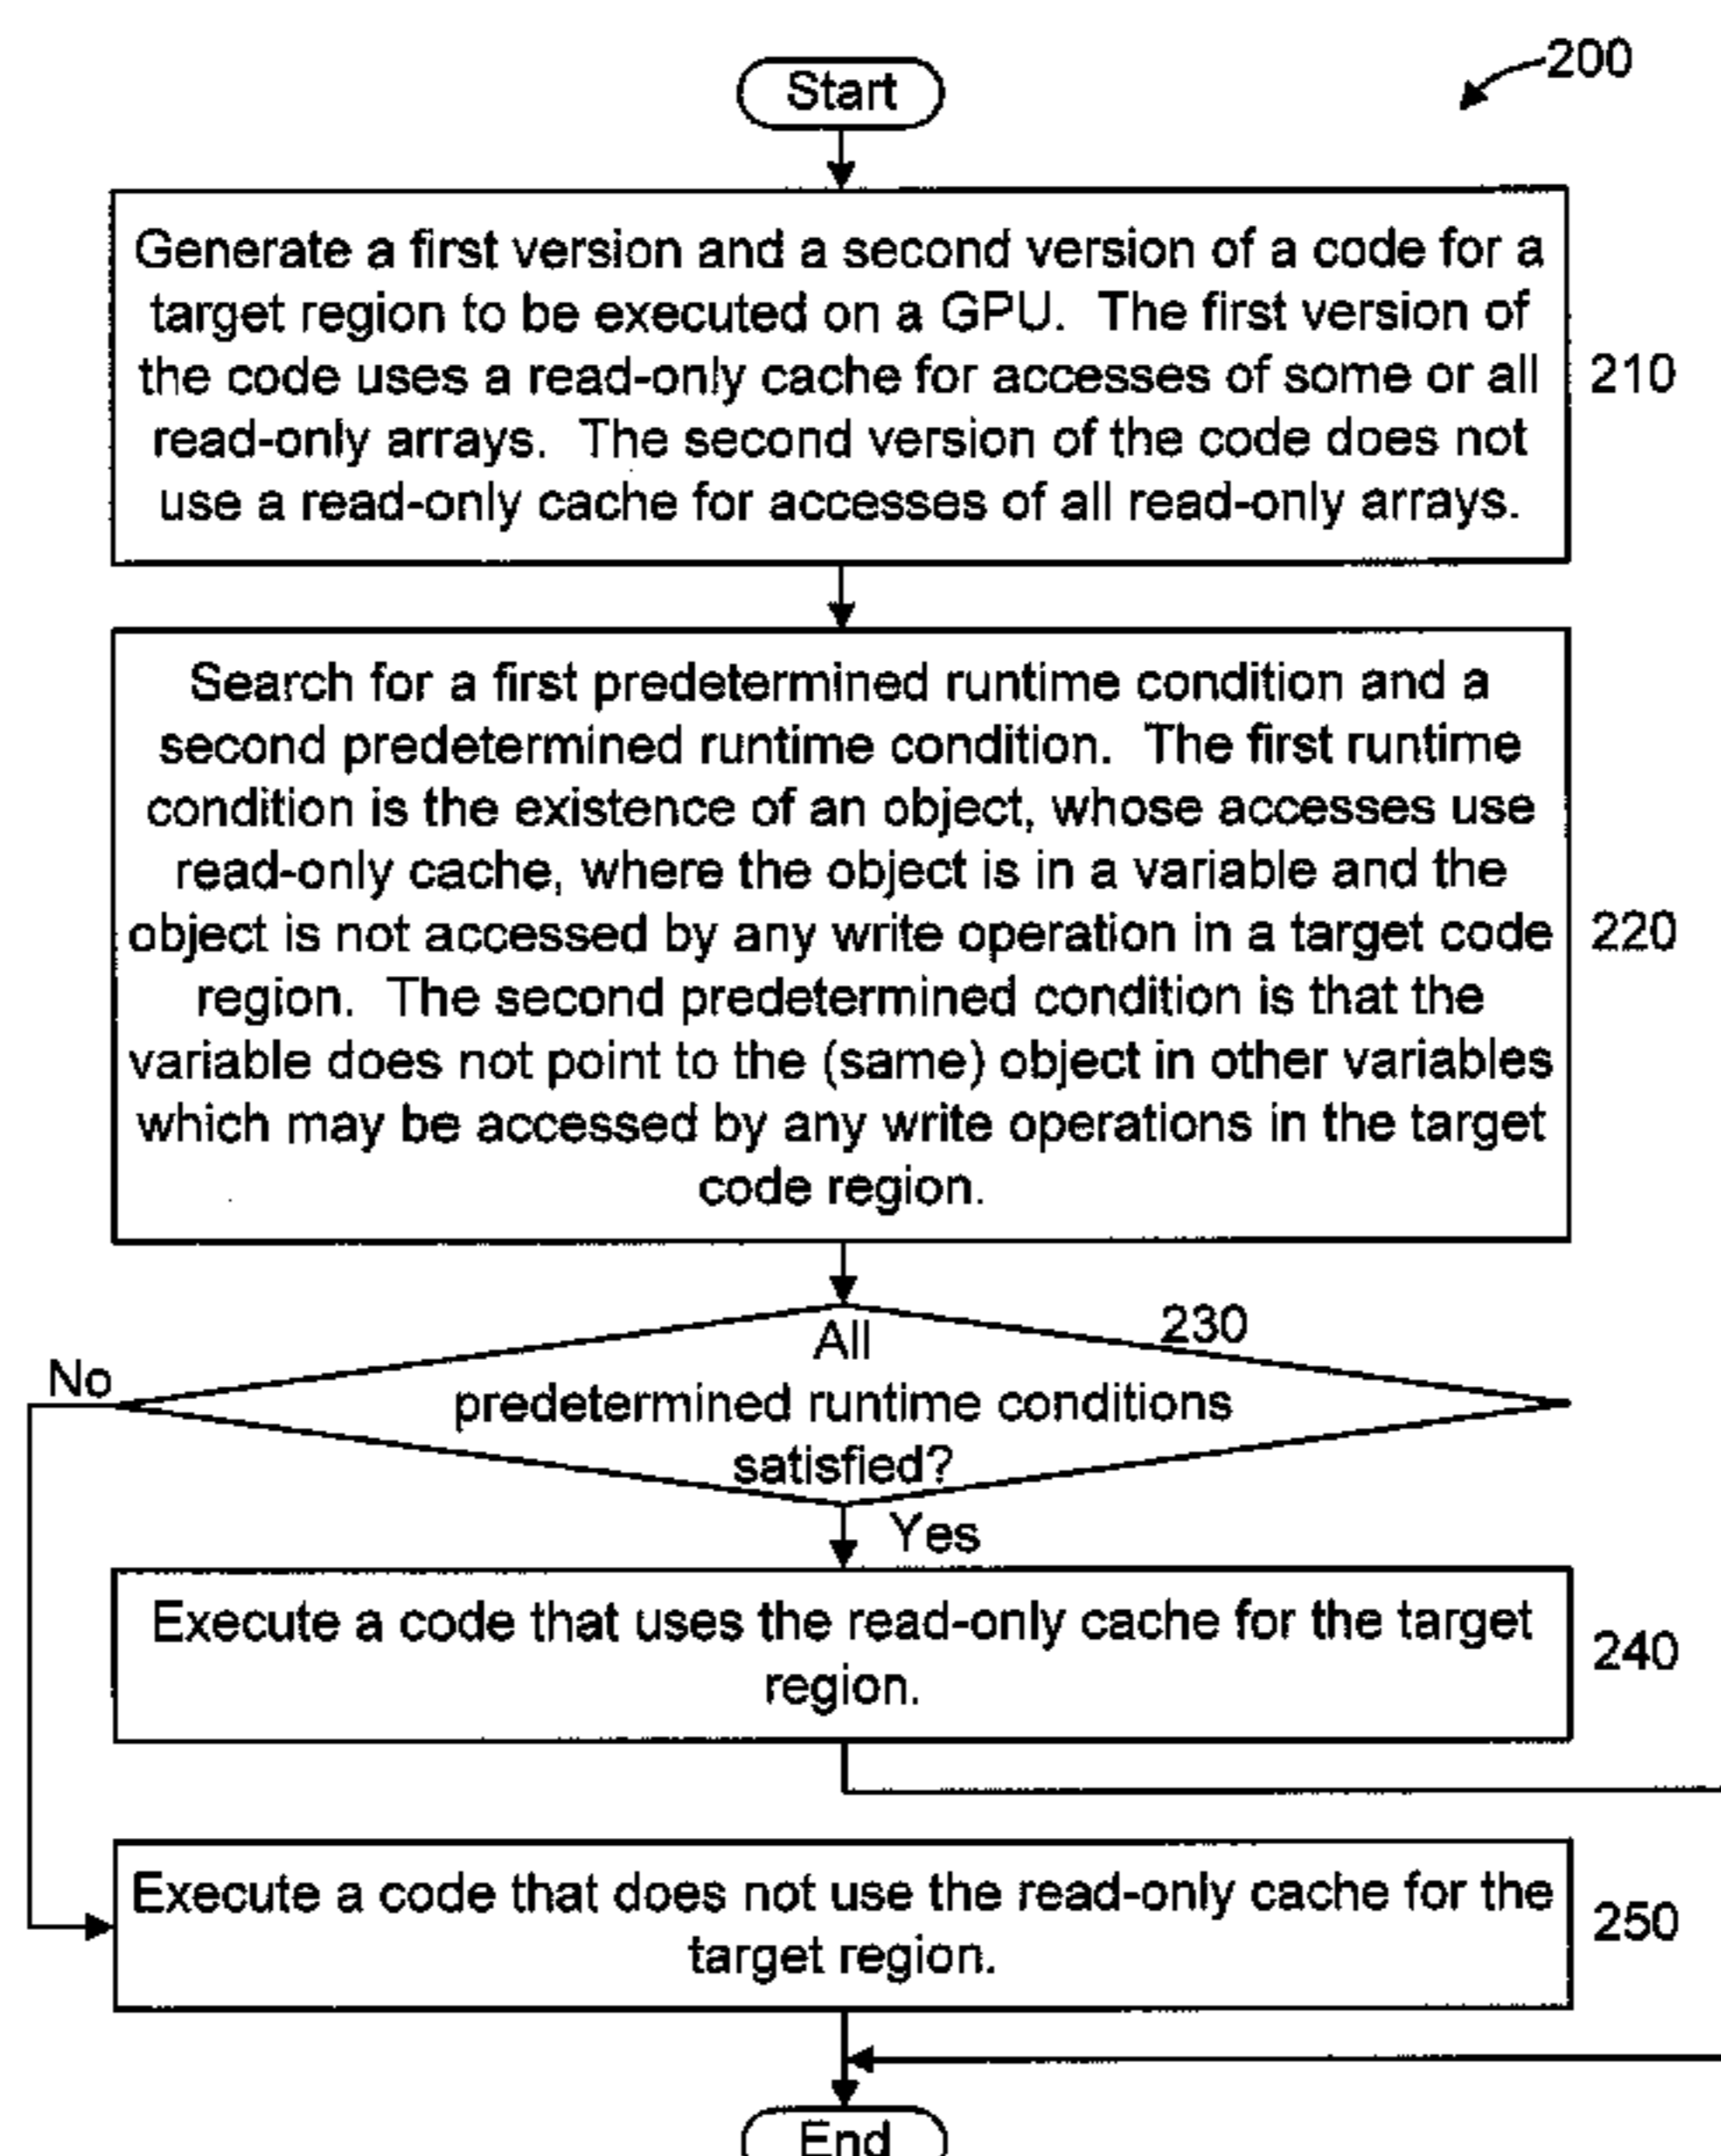 200
Start
Generate a first version and a second version of a code for a
target region to be executed on a GPU. The first version of
the code uses a read-only cache for accesses of some or all
read-only arrays. The second version of the code does not
use a read-only cache for accesses of all read-only arrays.
210
Search for a first predetermined runtime condition and a
second predetermined runtime condition. The first runtime
condition is the existence of an object, whose accesses use
read-only cache, where the object is in a variable and the
object is not accessed by any write operation in a target code
region. The second predetermined condition is that the
variable does not point to the (same) object in other variables
which may be accessed by any write operations in the target
code region.
220
230
All
predetermined runtime conditions
satisfied?
No
Yes
Execute a code that uses the read-only cache for the target
region.
240
Execute a code that does not use the read-only cache for the
target region.
250
End